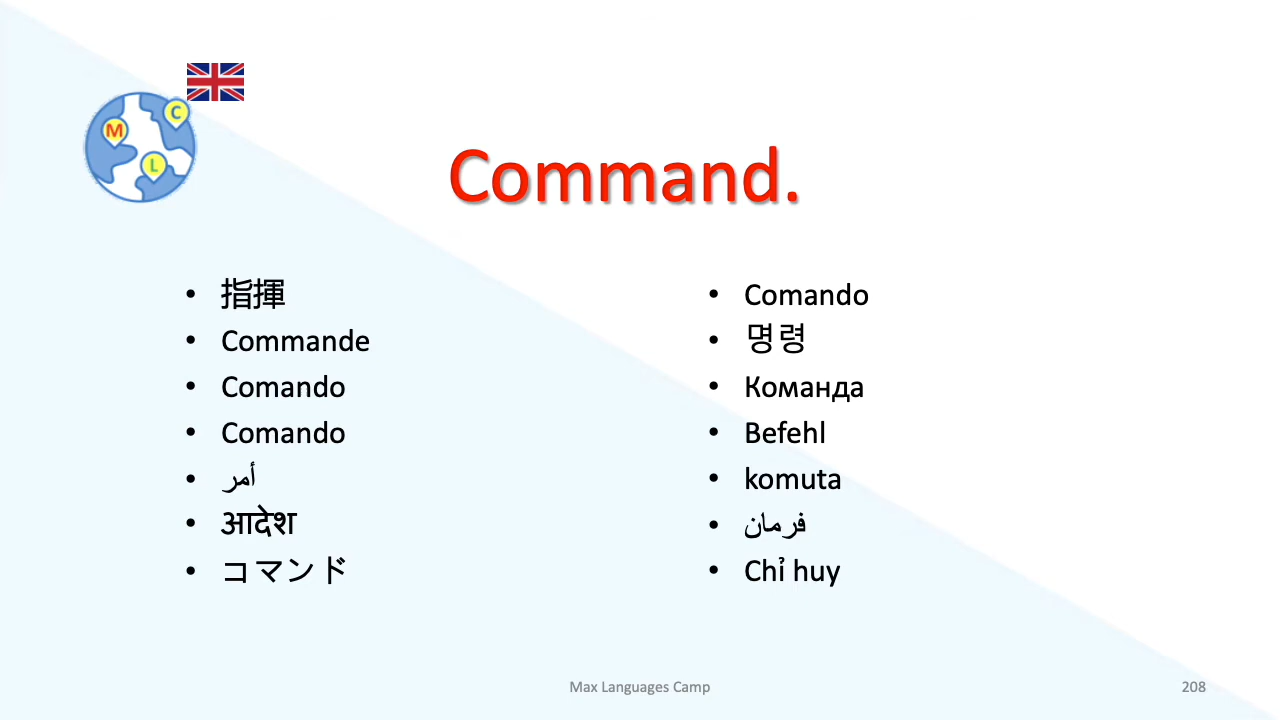 C
M
L
Command.
• 指揮
• Commande
• Comando
• Comando
• أمر
• आदेश
• コマンド
• Comando
• 명령
• Команда
• Befehl
• komuta
• فرمان
• Chỉ huy
Max Languages Camp
208